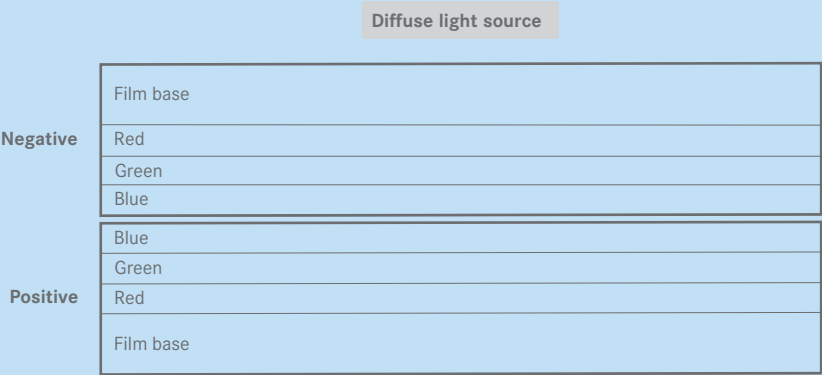 Diffuse light source
Film base
Negative
Red
Green
Blue
Blue
Green
Positive
Red
Film base